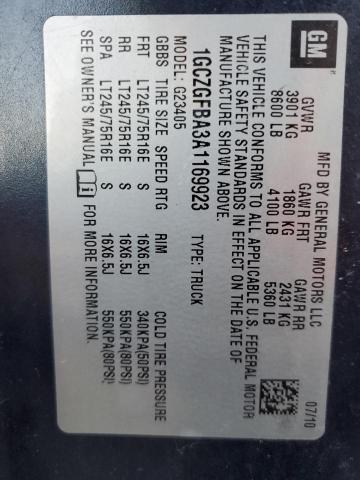 GM
MFD BY GENERAL MOTORS LLC 07/10
GVWR GAWR FRT GAWR RR
3901 KG 1860 KG 2431 KG
8600 LB 4100 LB 5360 LB
THIS VEHICLE CONFORMS TO ALL APPLICABLE U.S. FEDERAL MOTOR
VEHICLE SAFETY STANDARDS IN EFFECT ON THE DATE OF
MANUFACTURE SHOWN ABOVE.
1GCZGFBA3A1169923 TYPE: TRUCK
MODEL: G23405
GBBS TIRE SIZE SPEED RTG RIM COLD TIRE PRESSURE
FRT LT245/75R16E S 16X6.5J 340KPA(50PSI)
RR LT245/75R16E S 16X6.5J 550KPA(80PSI)
SPA LT245/75R16E S 16X6.5J 550KPA(80PSI)
SEE OWNER'S MANUAL i FOR MORE INFORMATION.